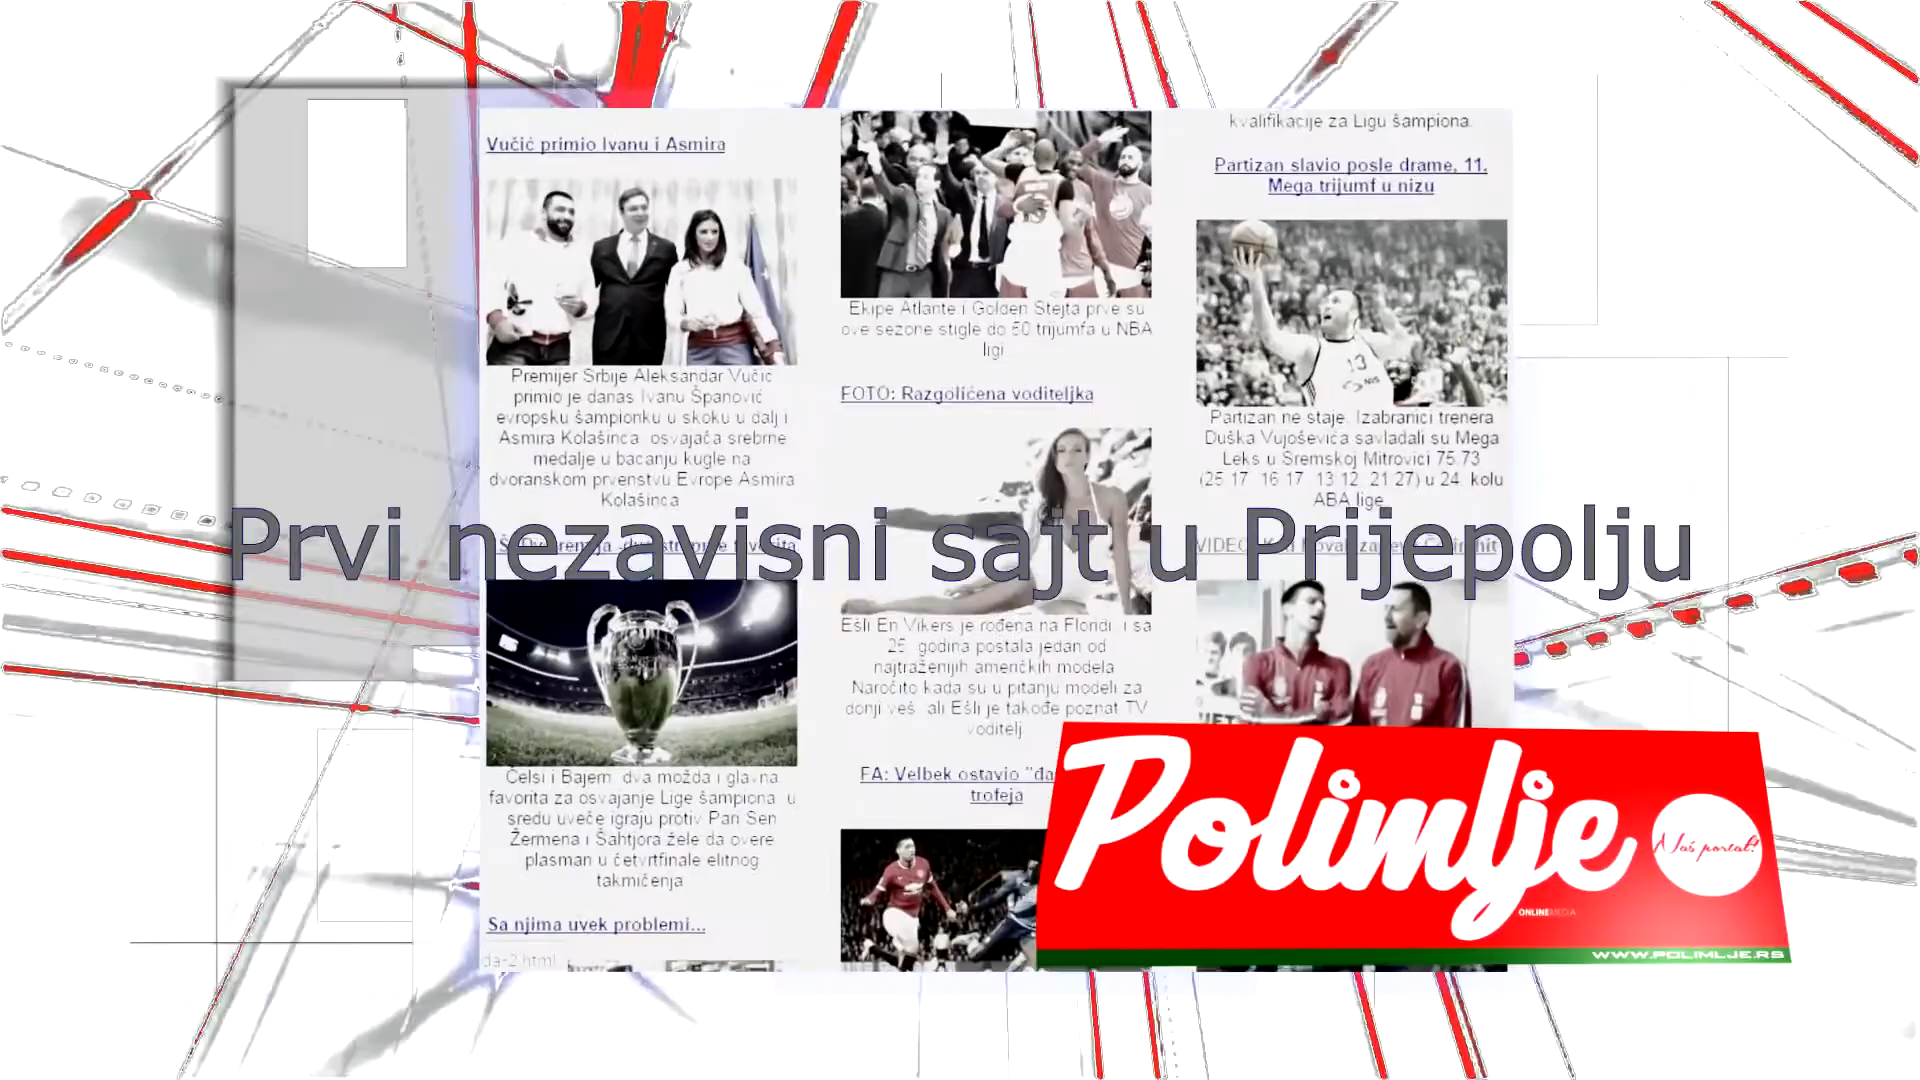 Vučić primio Ivanu i Asmira
Premijer Srbije Aleksandar Vučić
primio je danas Ivanu Španović
evropsku šampionku u skoku u dalj i
Asmira Kolašinca osvajača srebrne
medalje u bacanju kugle na
dvoranskom prvenstvu Evrope Asmira
Kolašinca
Čelsi i Bajern dva možda i glavna
favorita za osvajanje Lige šampiona u
sredu uveče igraju protiv Pari Sen
Žermena i Šahtjora žele da overe
plasman u četvrtfinale elitnog
takmičenja
Sa njima uvek problemi...
da-2.html
Ekipe Atlante i Golden Stejta prve su
ove sezone stigle do 50 trijumfa u NBA
ligi
FOTO: Razgolićena voditeljka
Ešli En Vikers je rođena na Floridi i sa
25 godina postala jedan od
najtraženijih američkih modela
Naročito kada su u pitanju modeli za
donji veš ali Ešli je takođe poznat TV
voditelj
FA: Velbek ostavio "đa
trofeja
kvalifikacije za Ligu šampiona.
Partizan slavio posle drame, 11.
Mega trijumf u nizu
13
NIS
Partizan ne staje. Izabranici trenera
Duška Vujoševića savladali su Mega
Leks u Sremskoj Mitrovici 75 73
(25 17 16 17 13 12 21 27) u 24 kolu
ABA lige
Prvi nezavisni sajt u Prijepolju
Polimlje
Naš portal!
ONLINEMEDIA
WWW.POLIMLJE.RS